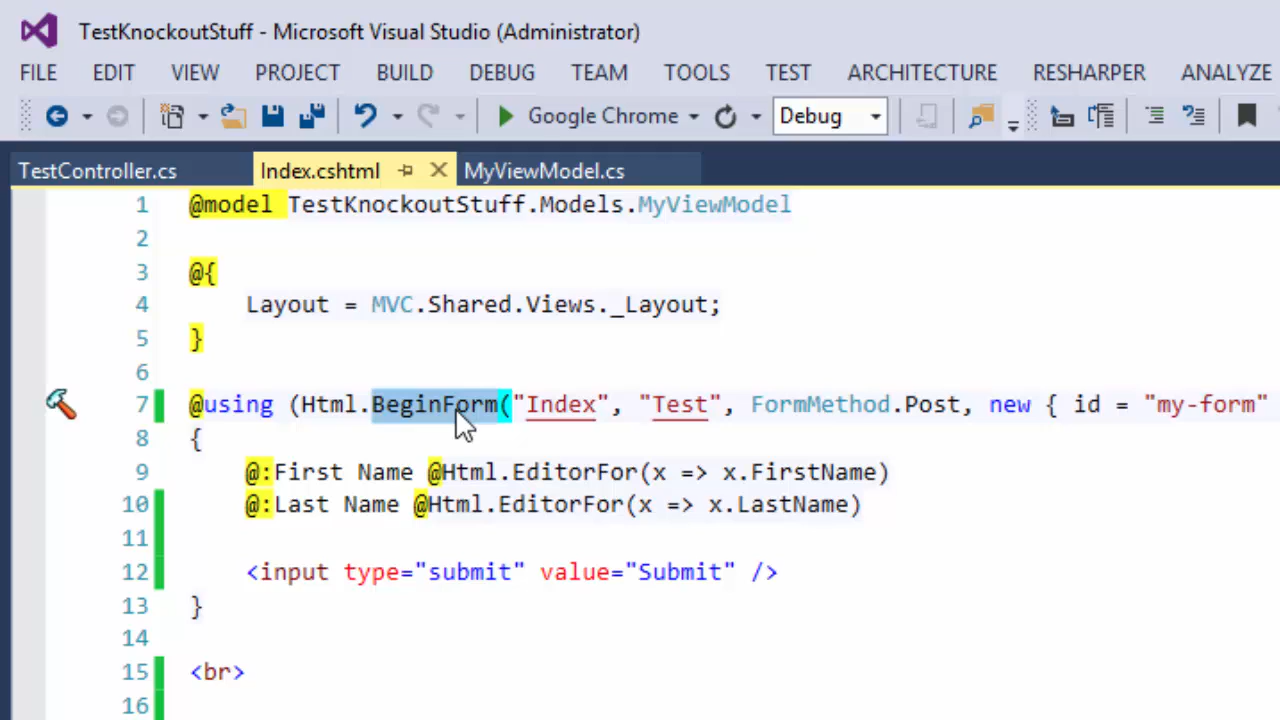 TestKnockoutStuff - Microsoft Visual Studio (Administrator)
FILE EDIT VIEW PROJECT BUILD DEBUG TEAM TOOLS TEST ARCHITECTURE RESHARPER ANALYZE
Google Chrome Debug
TestController.cs Index.cshtml MyViewModel.cs
1 @model TestKnockoutStuff.Models.MyViewModel
2
3 @{
4 Layout = MVC.Shared.Views._Layout;
5 }
6
7 @using (Html.BeginForm("Index", "Test", FormMethod.Post, new { id = "my-form"
8 {
9 @:First Name @Html.EditorFor(x => x.FirstName)
10 @:Last Name @Html.EditorFor(x => x.LastName)
11
12 <input type="submit" value="Submit" />
13 }
14
15 <br>
16